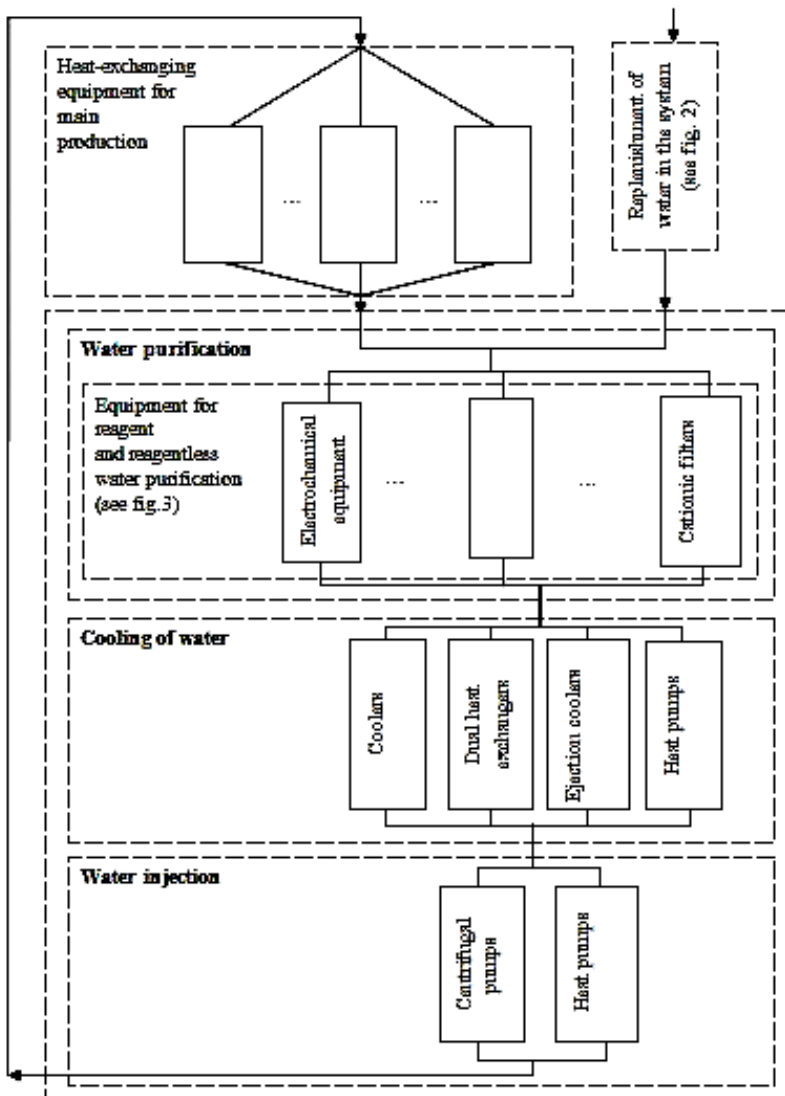 Heat-exchanging
equipment for
main
production
...
...
Replenishment of
water in the system
(see fig. 2)
Water purification
Equipment for
reagent
and reagentless
water purification
(see fig.3)
Electrochemical
equipment
...
...
Cationic filters
Cooling of water
Coolers
Dual heat
exchangers
Ejection coolers
Heat pumps
Water injection
Centrifugal
pumps
Heat pumps